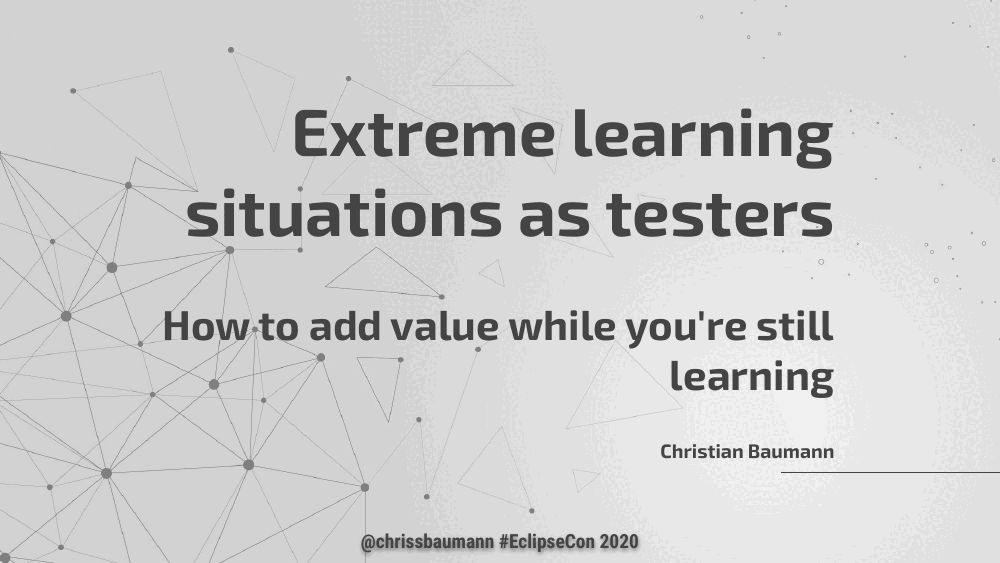 Extreme learning
situations as testers
How to add value while you're still
learning
Christian Baumann
@chrissbaumann #EclipseCon 2020